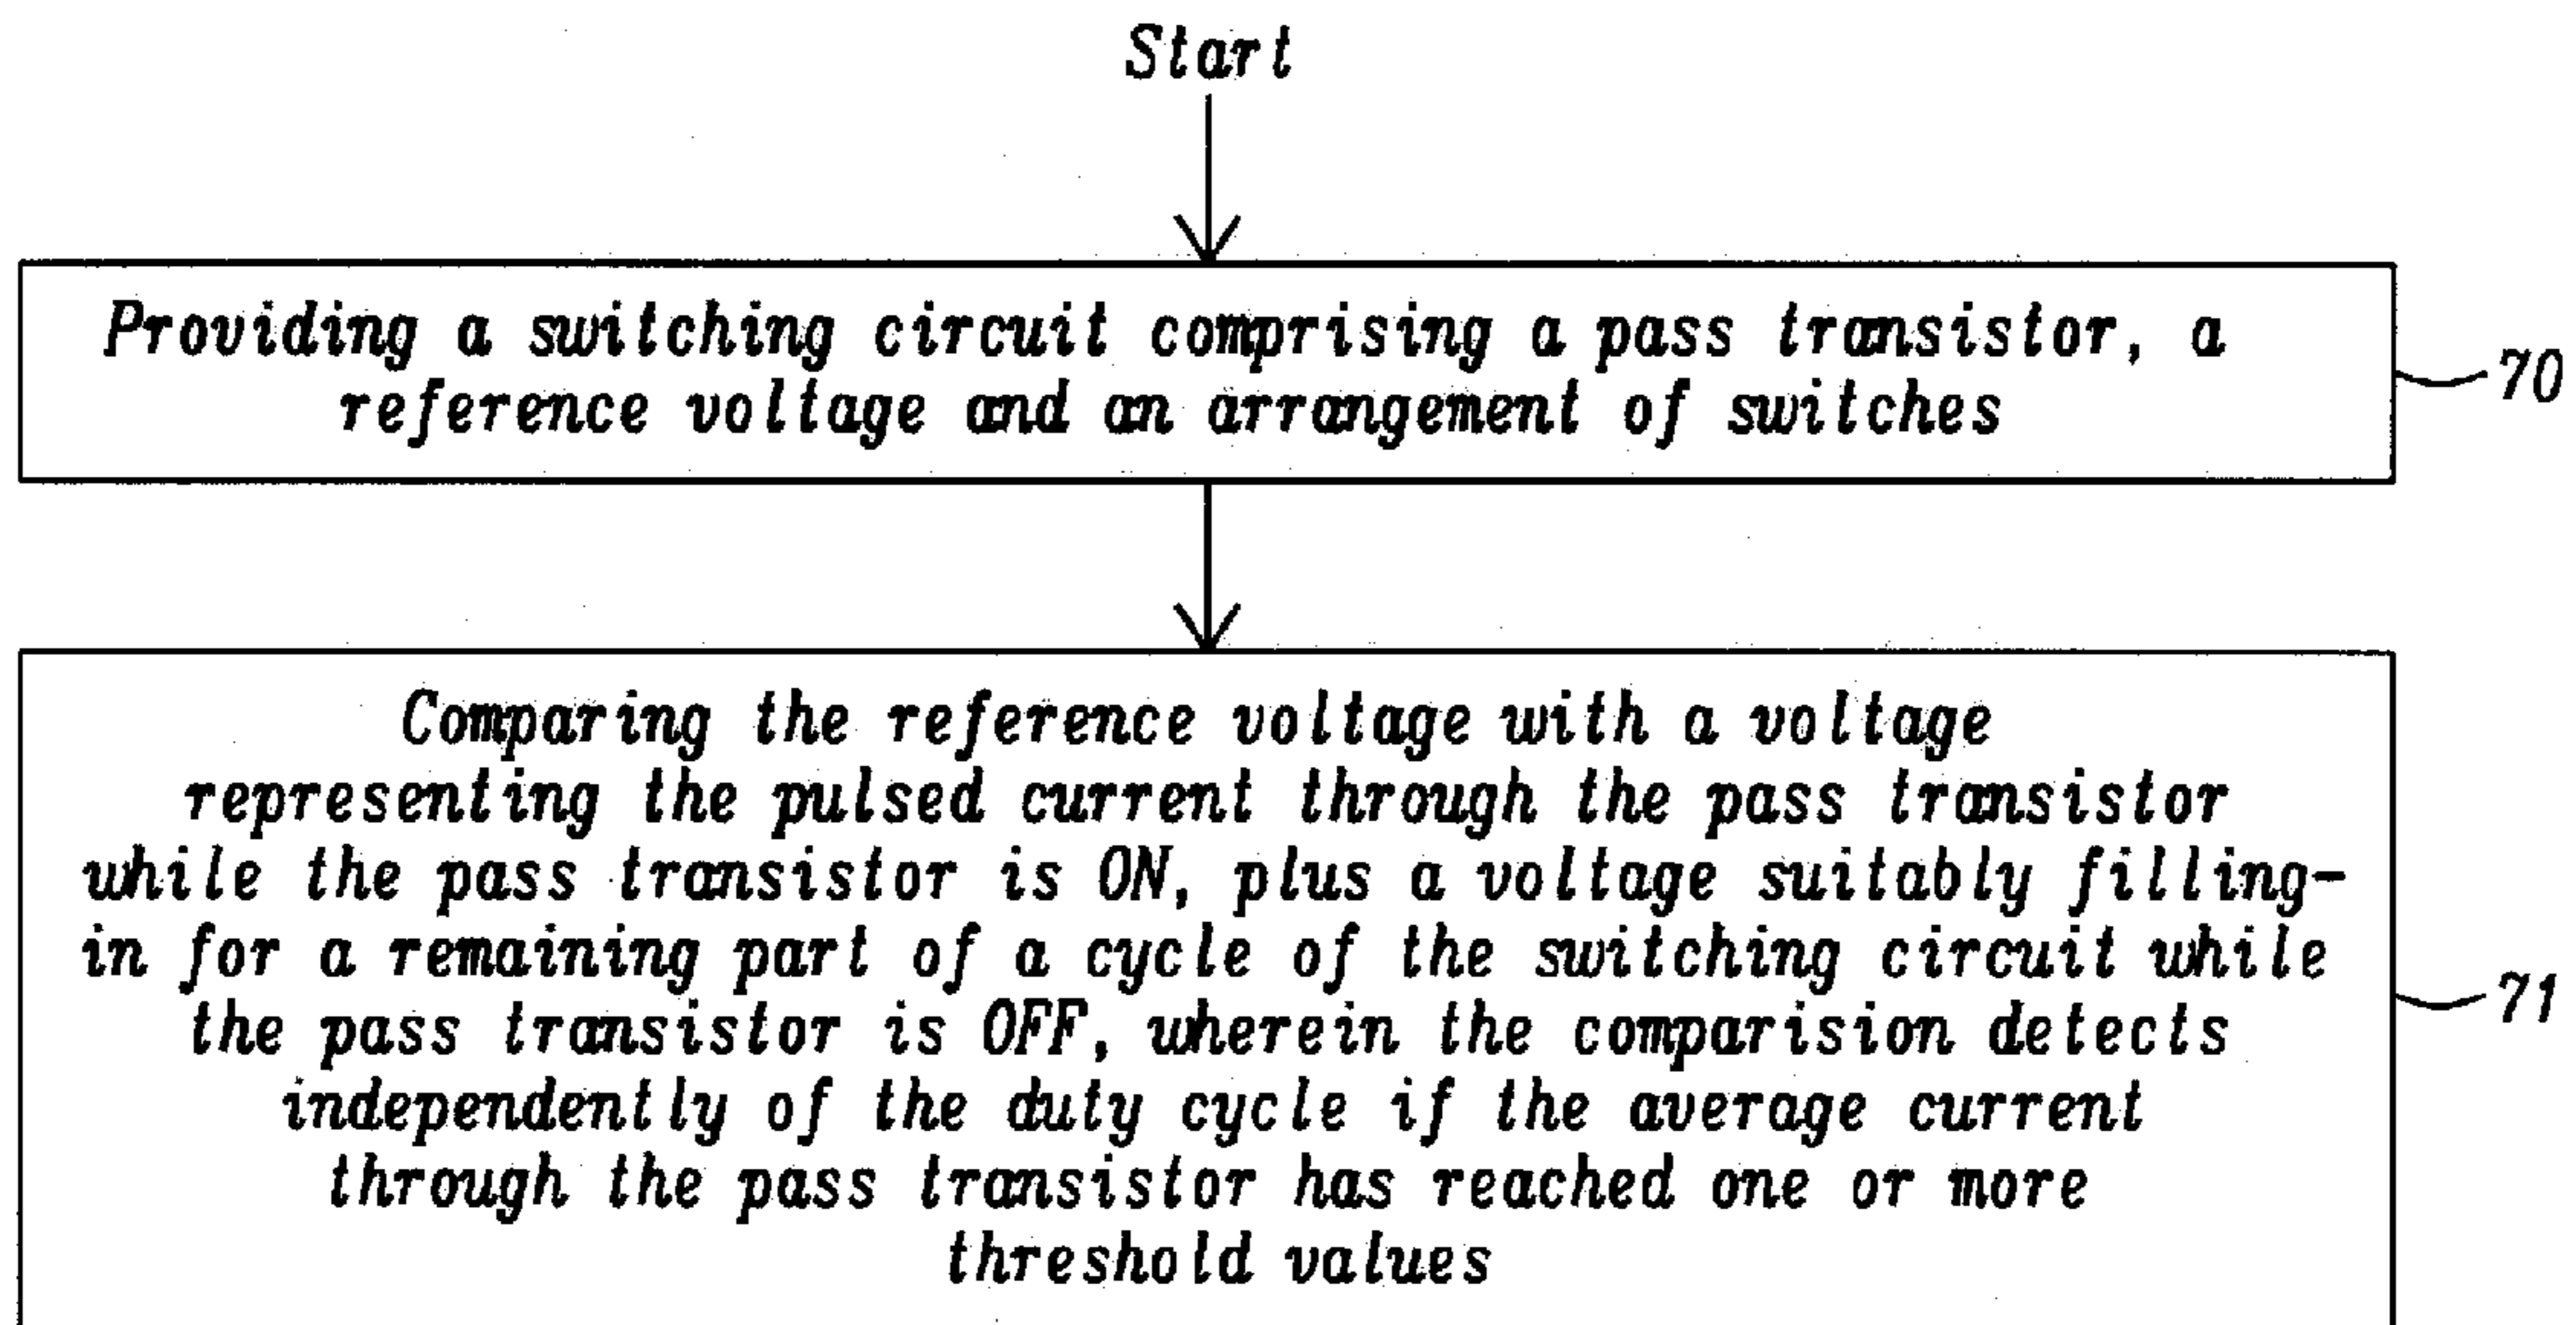 Start
Providing a switching circuit comprising a pass transistor, a
reference voltage and an arrangement of switches
70
Comparing the reference voltage with a voltage
representing the pulsed current through the pass transistor
while the pass transistor is ON, plus a voltage suitably filling-
in for a remaining part of a cycle of the switching circuit while
the pass transistor is OFF, wherein the comparision detects
independently of the duty cycle if the average current
through the pass transistor has reached one or more
threshold values
71